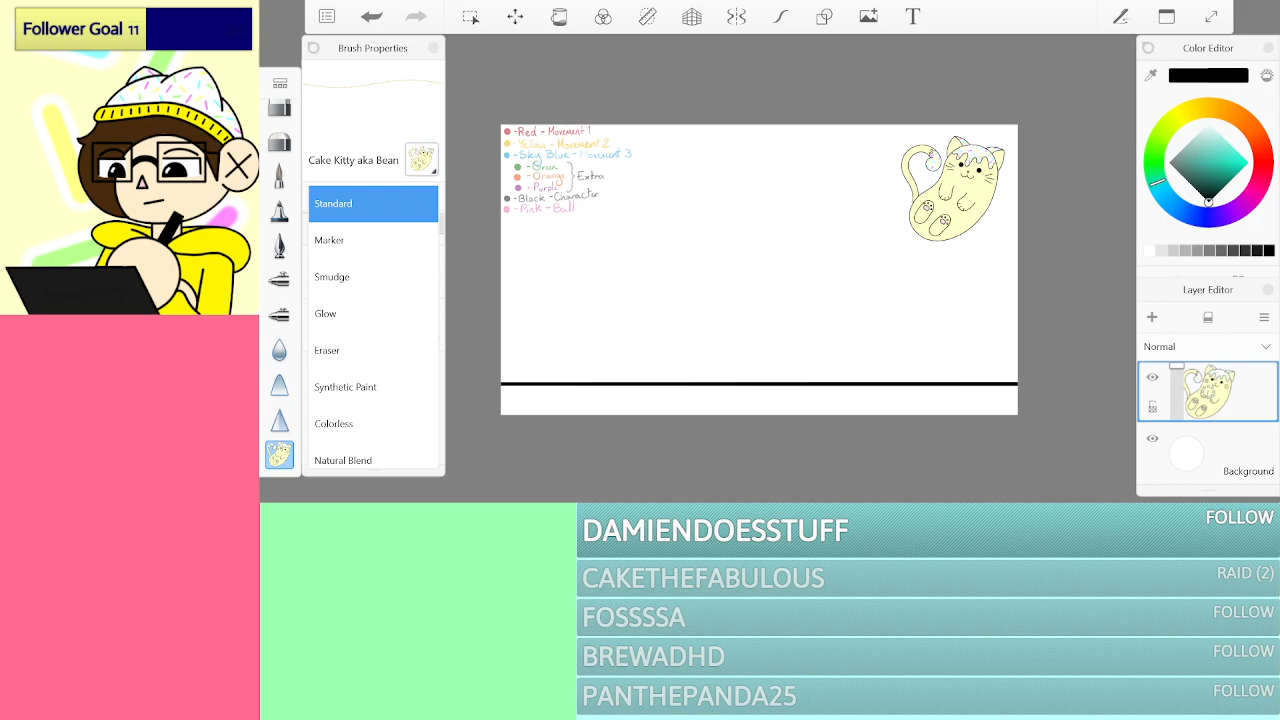 Follower Goal 11
Brush Properties
Cake Kitty aka Bean
Standard
Marker
Smudge
Glow
Eraser
Synthetic Paint
Colorless
Natural Blend
T
-Red - Movement 1
-Yellow - Movement 2
-Sky Blue - Movement 3
-Green
-Orange
Extra
-Purple
-Black -Character
-Pink -Ball
Color Editor
Layer Editor
Normal
Background
DAMIENDOESSTUFF FOLLOW
CAKETHEFABULOUS RAID (2)
FOSSSSA FOLLOW
BREWADHD FOLLOW
PANTHEPANDA25 FOLLOW